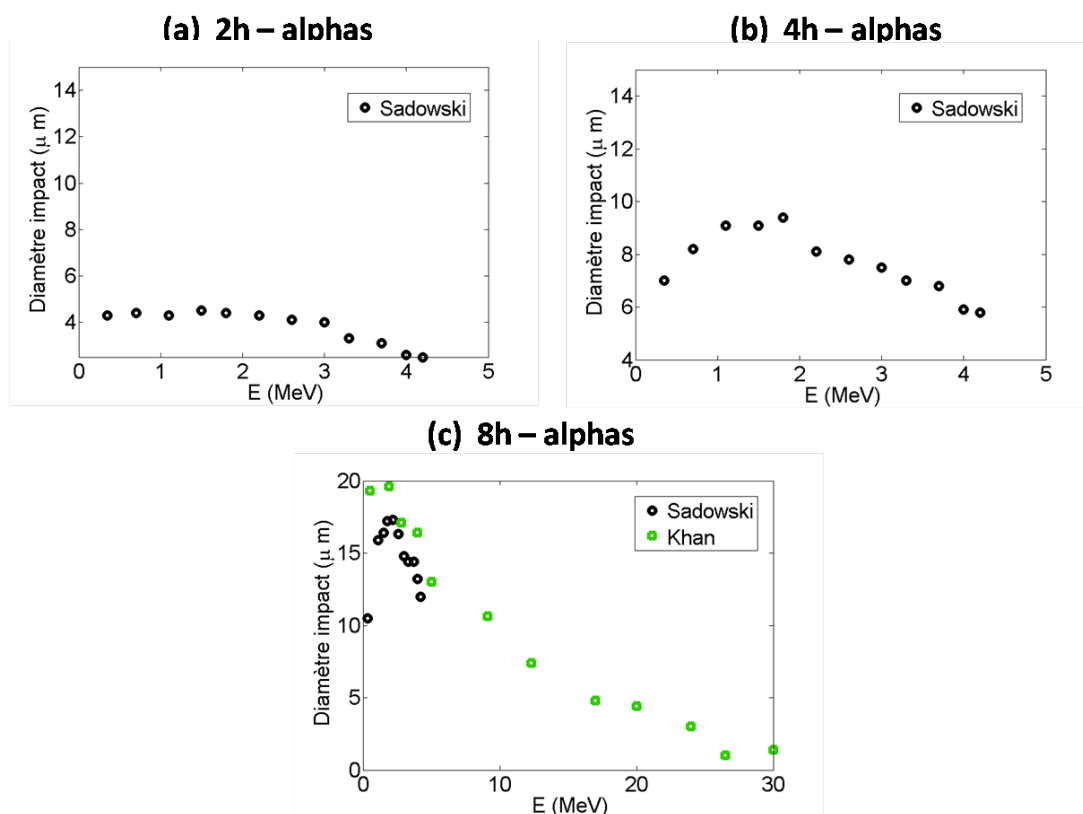 (a) 2h – alphas
(b) 4h – alphas
14
12
10
8
6
4
Diamètre impact (μ m)
Sadowski
0 1 2 3 4 5
E (MeV)
14
12
10
8
6
4
Diamètre impact (μ m)
Sadowski
0 1 2 3 4 5
E (MeV)
(c) 8h – alphas
20
15
10
5
0
Diamètre impact (μ m)
Sadowski
Khan
0 10 20 30
E (MeV)